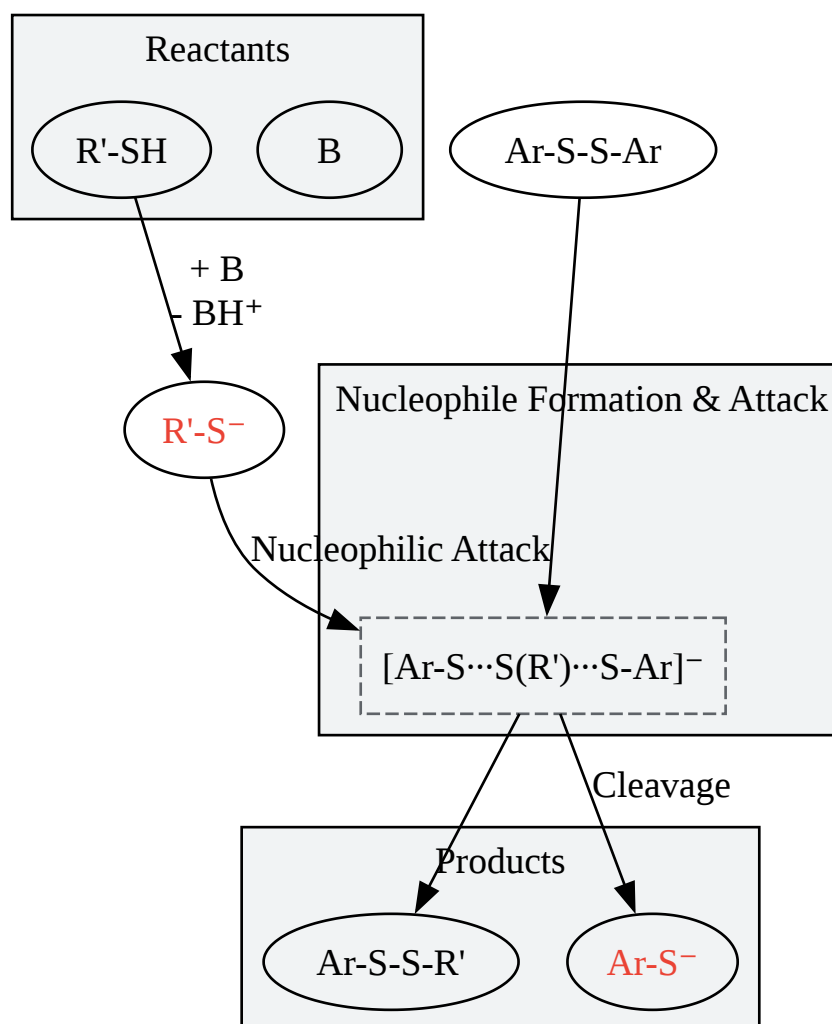 Reactants
R'-SH
B
Ar-S-S-Ar
+ B
- BH⁺
Nucleophile Formation & Attack
R'-S⁻
Nucleophilic Attack
[Ar-S···S(R')···S-Ar]⁻
Cleavage
Products
Ar-S-S-R'
Ar-S⁻